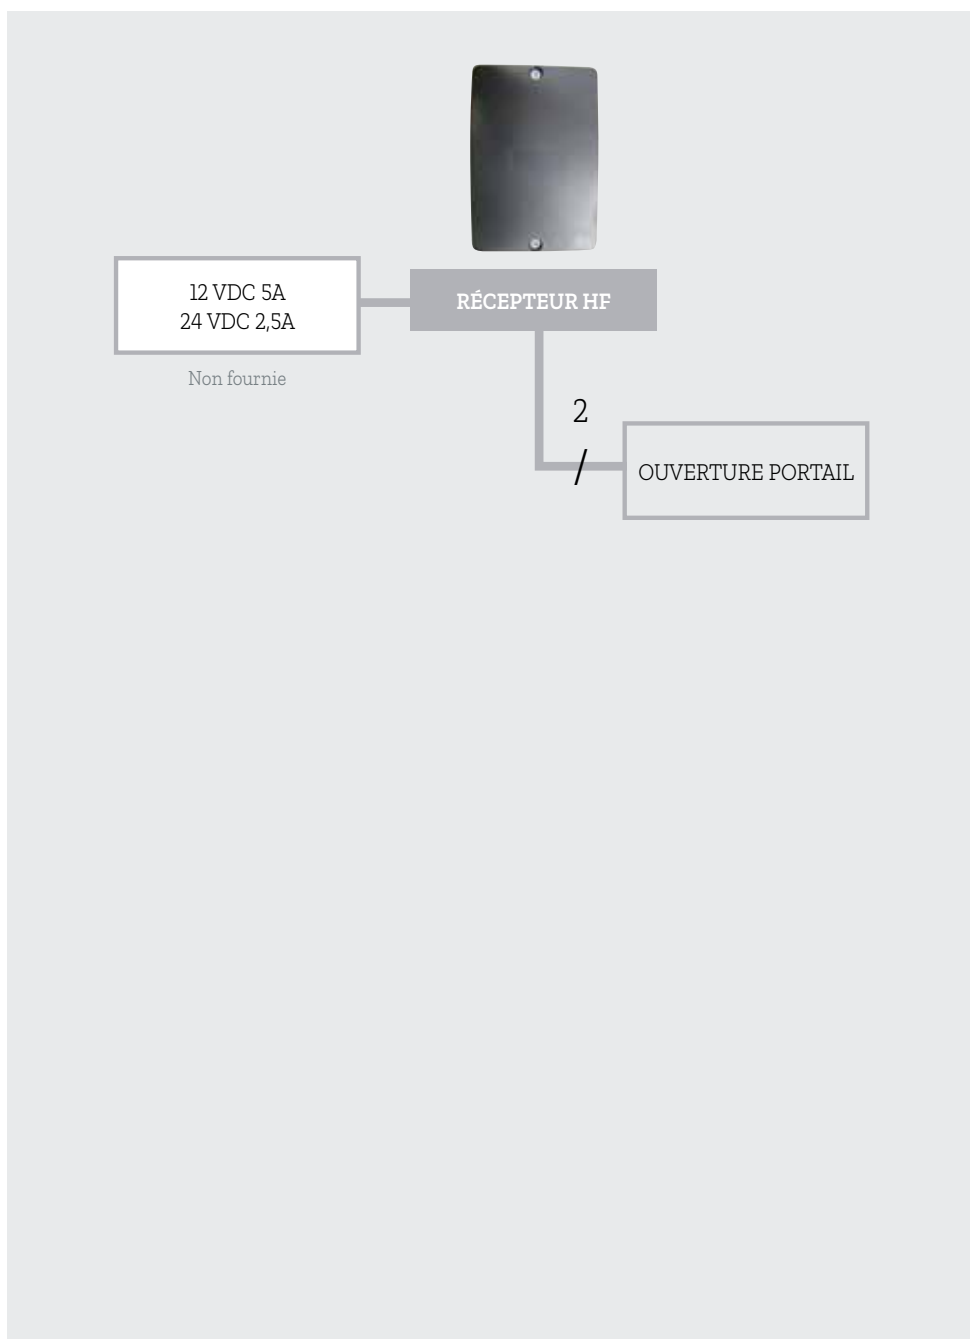 12 VDC 5A
24 VDC 2,5A
RÉCEPTEUR HF
Non fournie
2
/
OUVERTURE PORTAIL